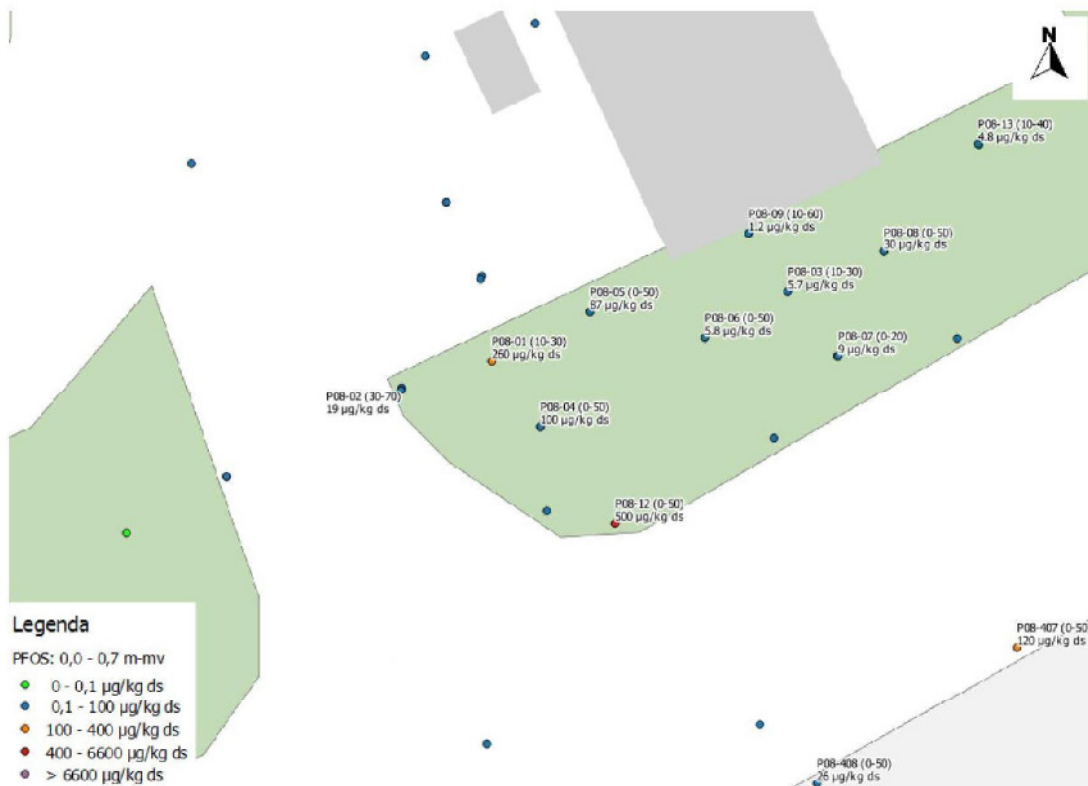 N
P08-13 (10-40)
4.8 µg/kg ds
P08-09 (10-60)
1.2 µg/kg ds
P08-08 (0-50)
30 µg/kg ds
P08-03 (10-30)
5.7 µg/kg ds
P08-05 (0-50)
87 µg/kg ds
P08-06 (0-50)
5.8 µg/kg ds
P08-07 (0-20)
9 µg/kg ds
P08-01 (10-30)
260 µg/kg ds
P08-02 (30-70)
19 µg/kg ds
P08-04 (0-50)
100 µg/kg ds
P08-12 (0-50)
500 µg/kg ds
P08-407 (0-50
120 µg/kg ds
P08-408 (0-50)
26 µg/kg ds
Legenda
PFOS: 0,0 - 0,7 m-mv
0 - 0,1 µg/kg ds
0,1 - 100 µg/kg ds
100 - 400 µg/kg ds
400 - 6600 µg/kg ds
> 6600 µg/kg ds